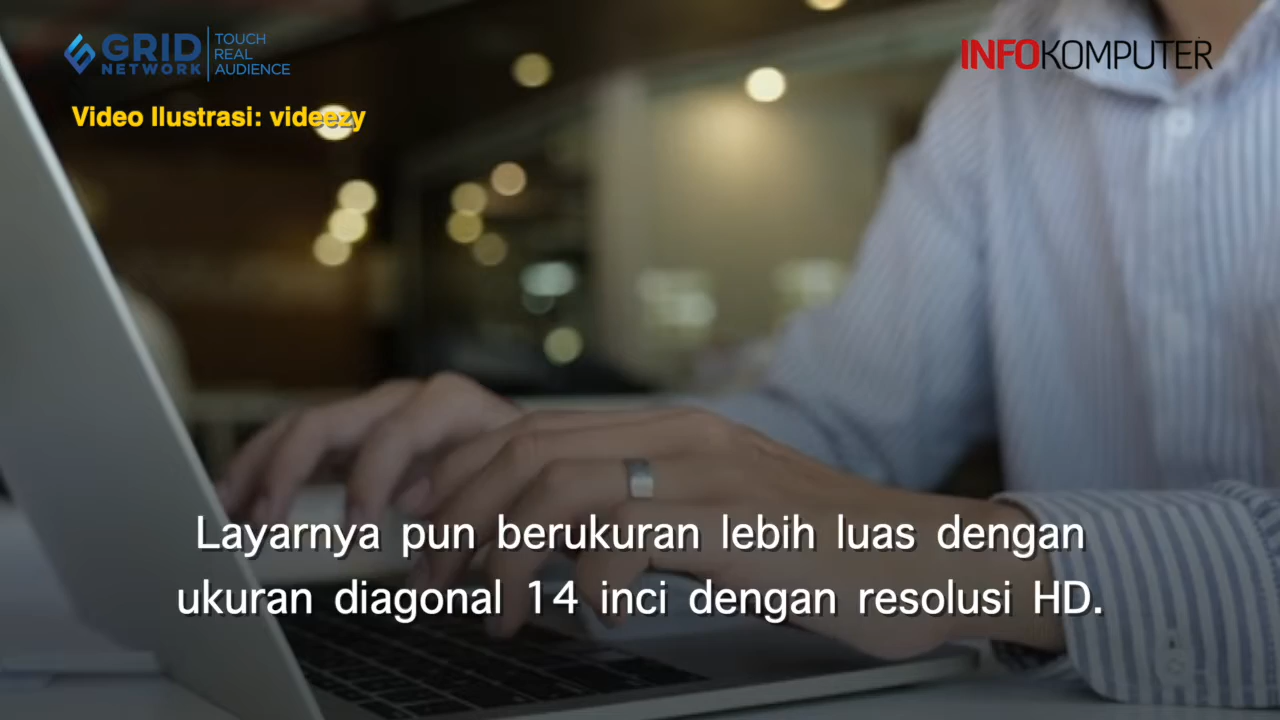 GRID NETWORK
TOUCH
REAL
AUDIENCE
INFOKOMPUTER
Video Ilustrasi: videezy
Layarnya pun berukuran lebih luas dengan
ukuran diagonal 14 inci dengan resolusi HD.